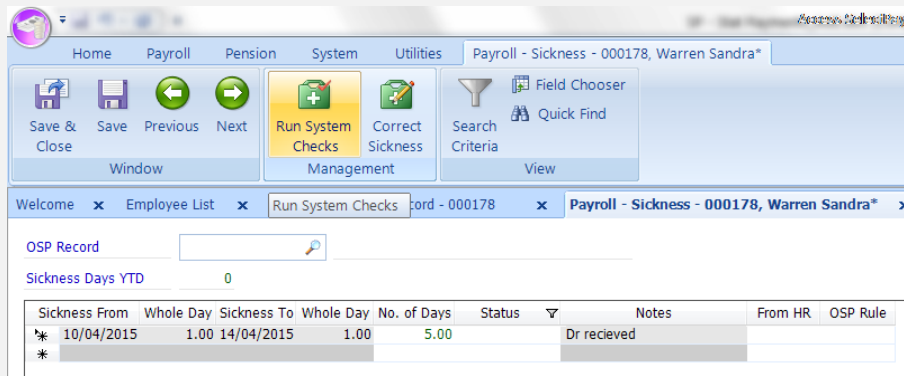 Home Payroll Pension System Utilities Payroll - Sickness - 000178, Warren Sandra*
Save & Close Save Previous Next Run System Checks Correct Sickness Search Criteria Field Chooser
Quick Find
Window Management View
Welcome x Employee List x Run System Checks cord - 000178 x Payroll - Sickness - 000178, Warren Sandra* x
OSP Record
Sickness Days YTD 0
Sickness From Whole Day Sickness To Whole Day No. of Days Status Notes From HR OSP Rule
10/04/2015 1.00 14/04/2015 1.00 5.00 Dr recieved